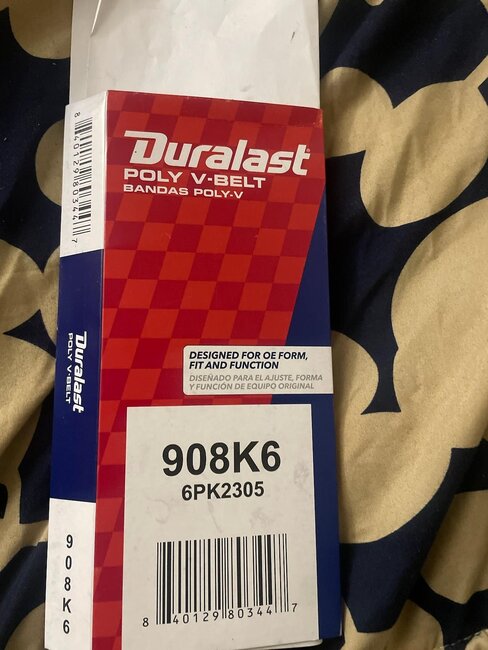 Duralast
POLY V-BELT
BANDAS POLY-V
DESIGNED FOR OE FORM,
FIT AND FUNCTION
DISEÑADO PARA EL AJUSTE, FORMA
Y FUNCIÓN DE EQUIPO ORIGINAL
908K6
6PK2305
8 40129 80344 7
8 40129 80344 7
Duralast
POLY V-BELT
908K6